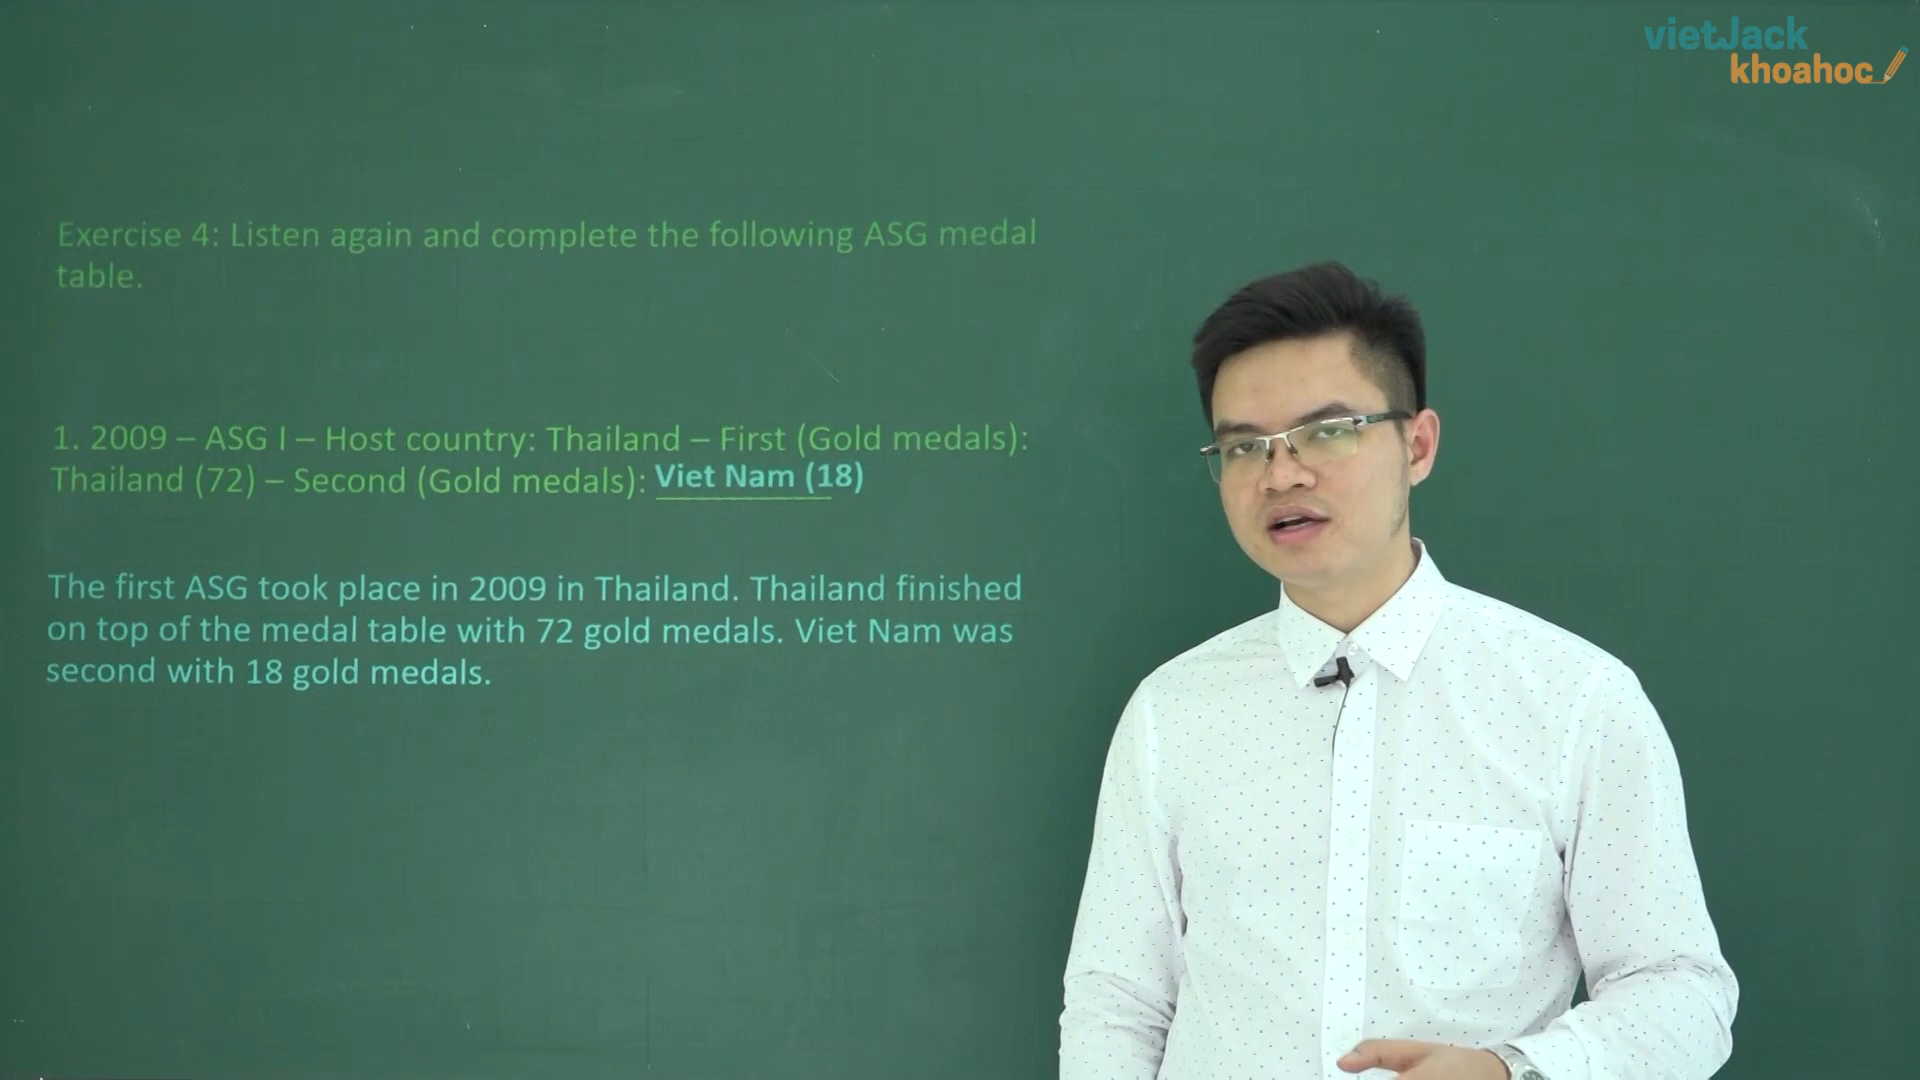 vietJack
khoahoc
Exercise 4: Listen again and complete the following ASG medal
table.
1. 2009 – ASG I – Host country: Thailand – First (Gold medals):
Thailand (72) – Second (Gold medals): Viet Nam (18)
The first ASG took place in 2009 in Thailand. Thailand finished
on top of the medal table with 72 gold medals. Viet Nam was
second with 18 gold medals.